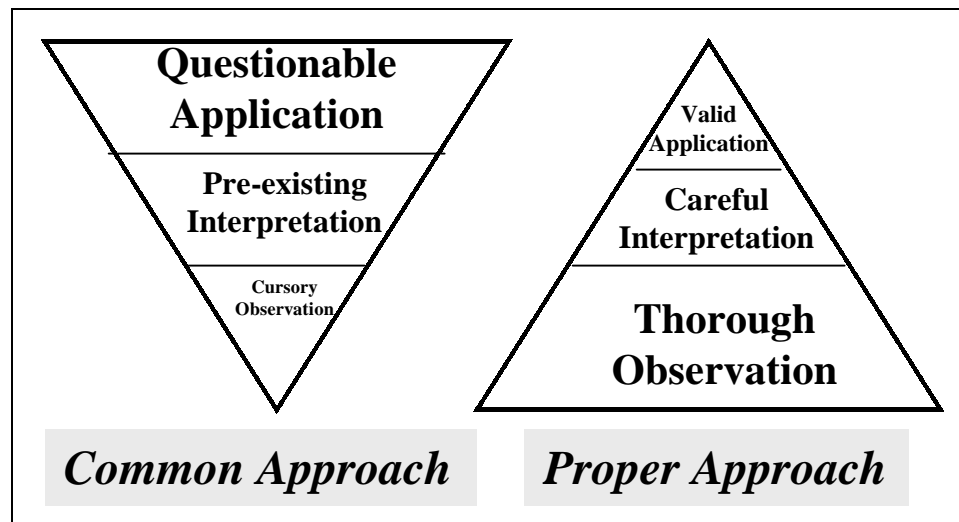 Questionable
Application
Pre-existing
Interpretation
Cursory
Observation
Common Approach
Valid
Application
Careful
Interpretation
Thorough
Observation
Proper Approach